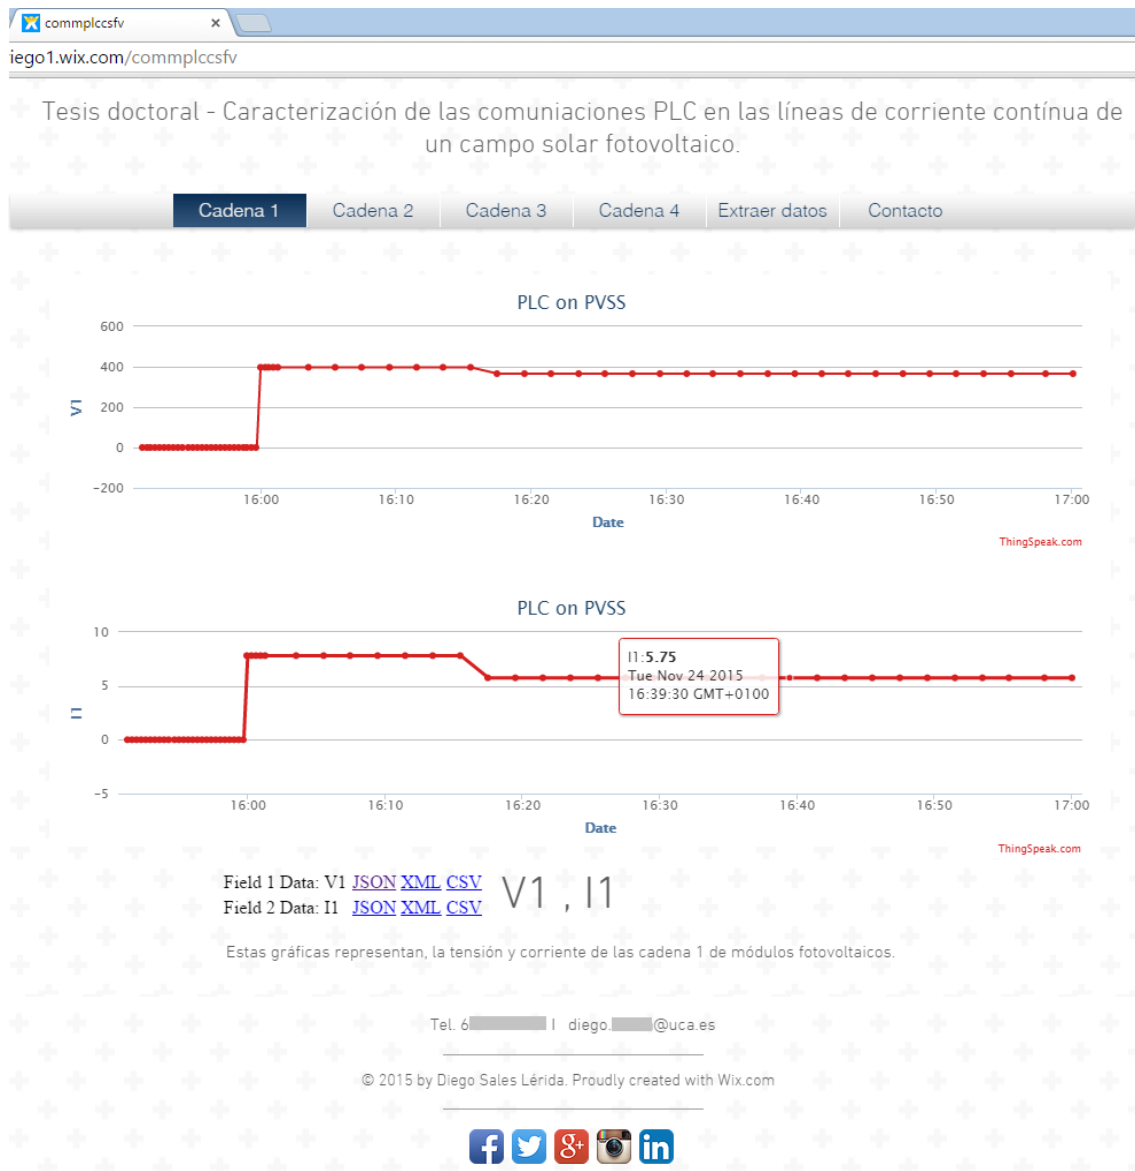 commplccsfv
iego1.wix.com/commplccsfv
Tesis doctoral - Caracterización de las comuniaciones PLC en las líneas de corriente contínua de
un campo solar fotovoltaico.
Cadena 1 Cadena 2 Cadena 3 Cadena 4 Extraer datos Contacto
PLC on PVSS
600
400
200
0
-200
V1
16:00 16:10 16:20 16:30 16:40 16:50 17:00
Date
ThingSpeak.com
PLC on PVSS
10
5
0
-5
I1
I1:5.75
Tue Nov 24 2015
16:39:30 GMT+0100
16:00 16:10 16:20 16:30 16:40 16:50 17:00
Date
ThingSpeak.com
Field 1 Data: V1 JSON XML CSV
Field 2 Data: I1 JSON XML CSV
V1 , I1
Estas gráficas representan, la tensión y corriente de las cadena 1 de módulos fotovoltaicos.
Tel. 6 I diego. @uca.es
© 2015 by Diego Sales Lérida. Proudly created with Wix.com
f g+ in